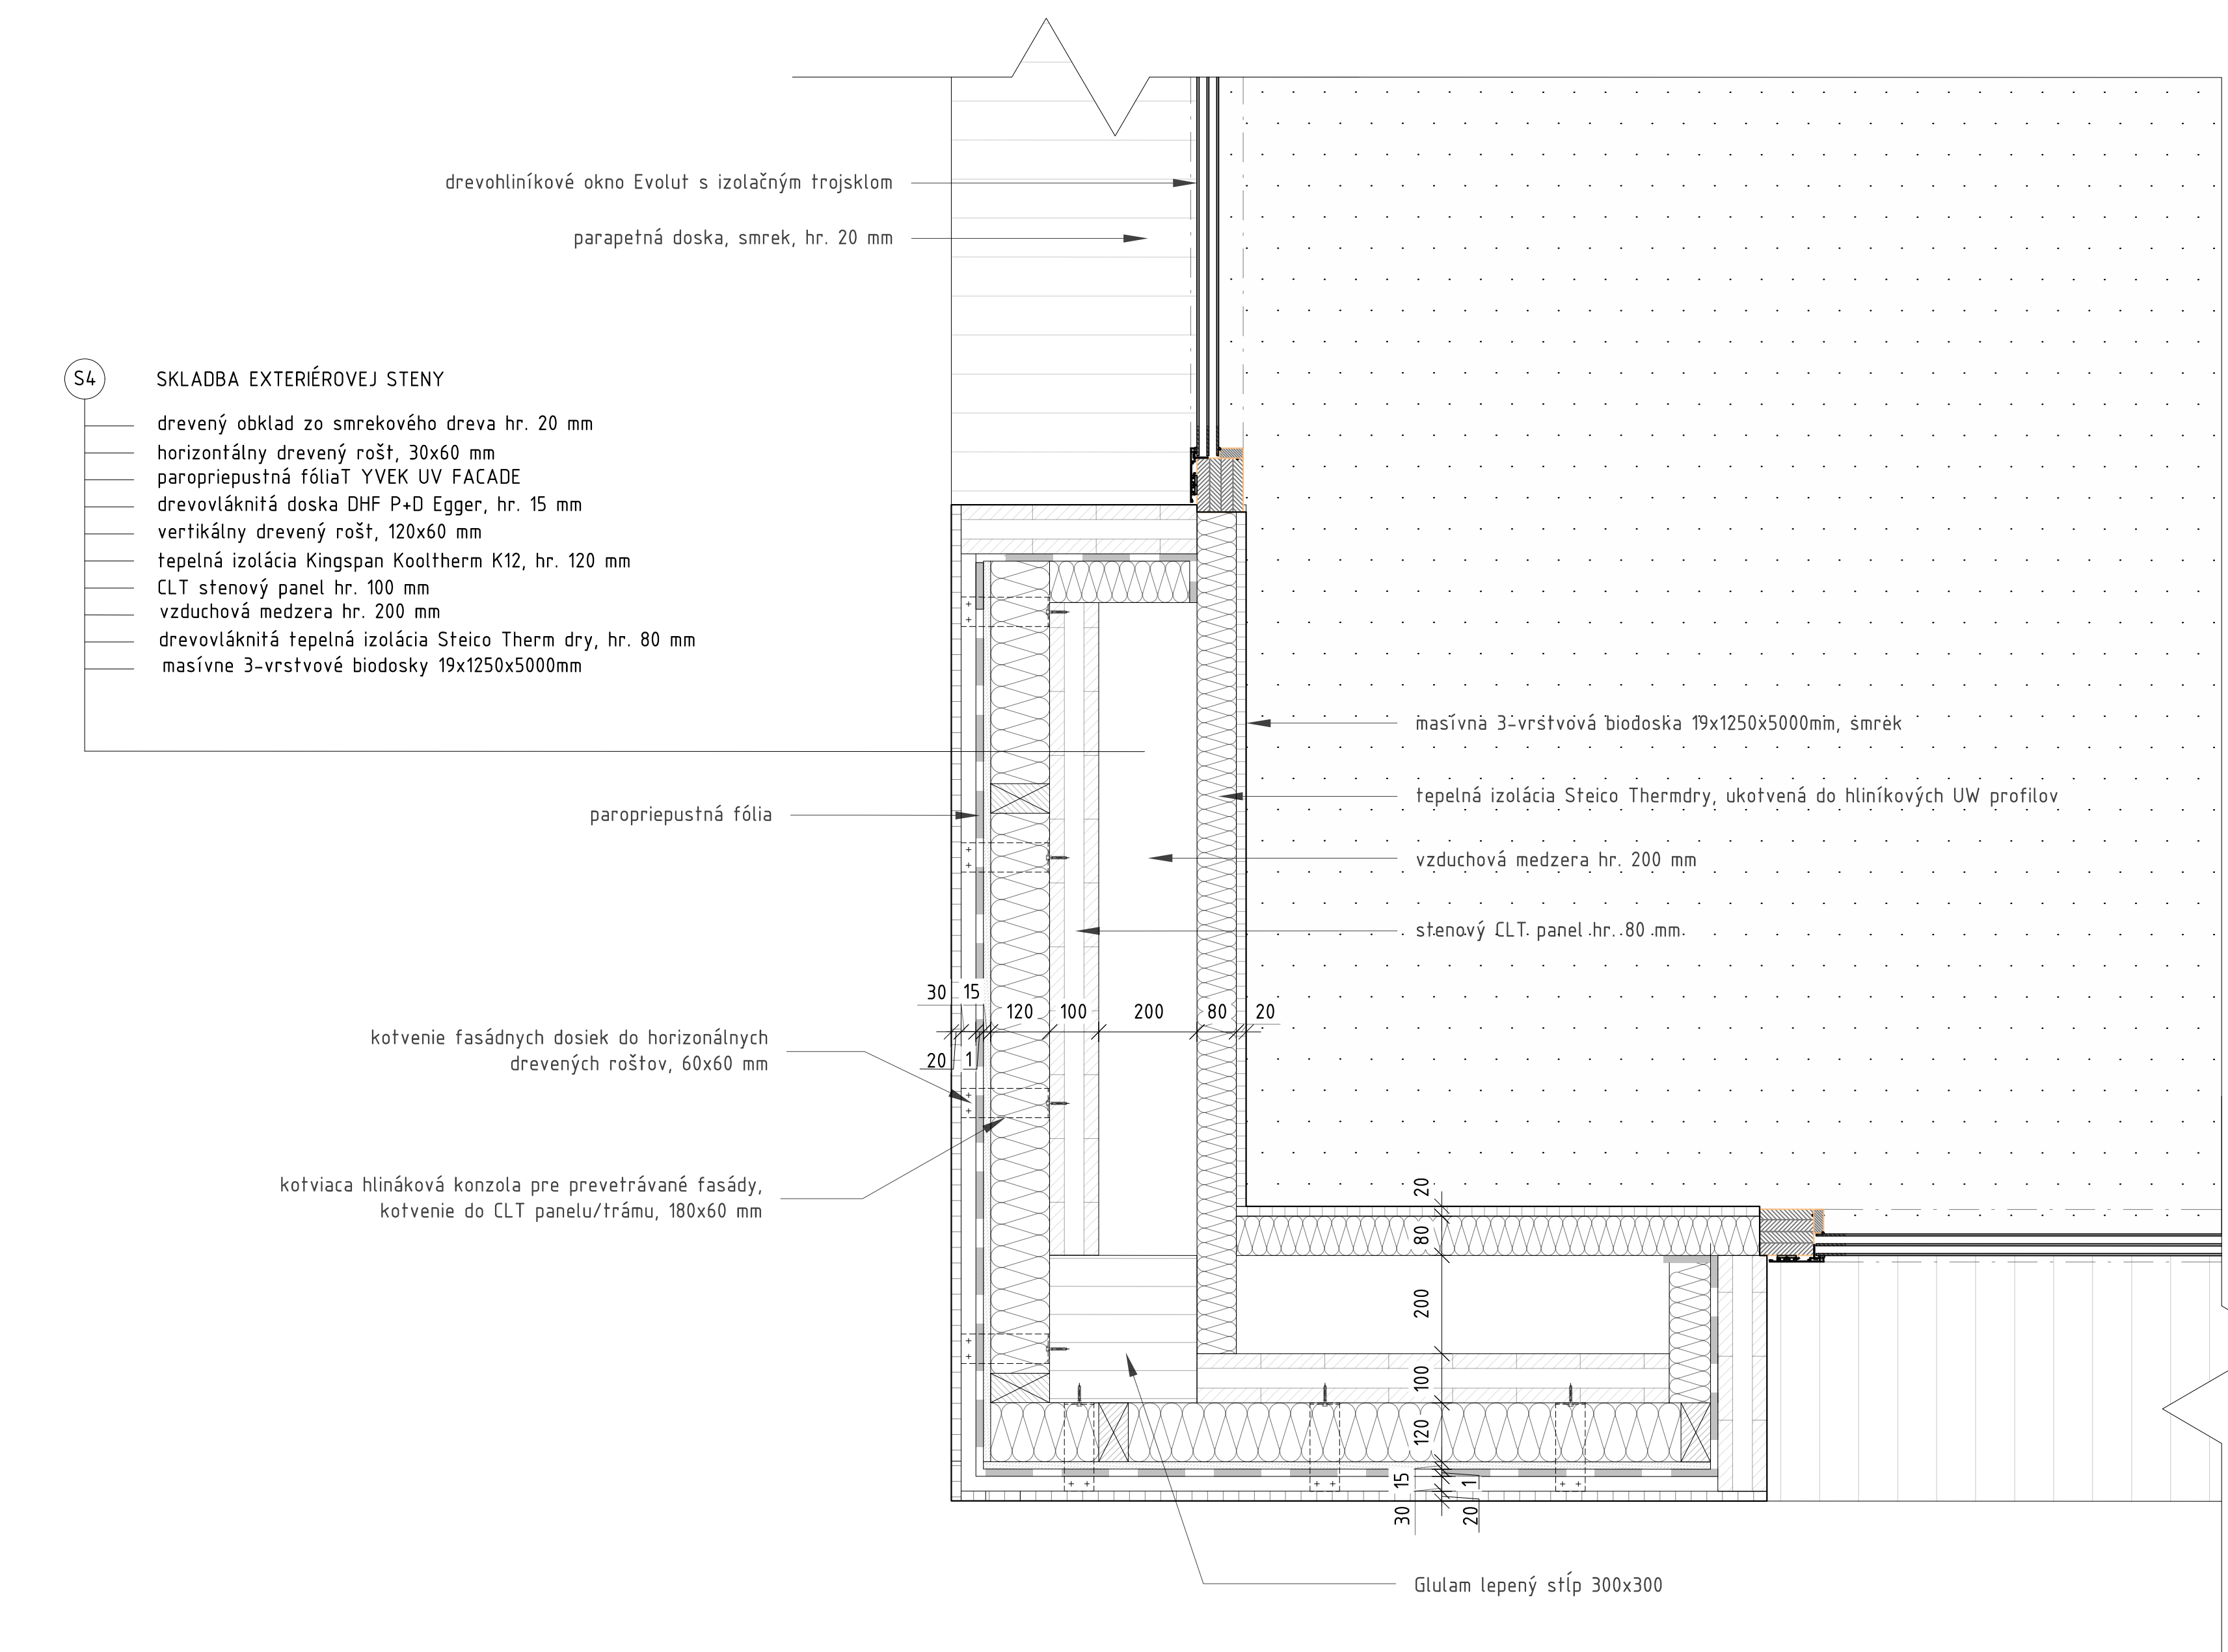 drevohliníkové okno Evolut s izolačným trojsklom
parapetná doska, smrek, hr. 20 mm
S4
SKLADBA EXTERIÉROVEJ STENY
drevený obklad zo smrekového dreva hr. 20 mm
horizontálny drevený rošt, 30x60 mm
paropriepustná fóliaT YVEK UV FACADE
drevovláknitá doska DHF P+D Egger, hr. 15 mm
vertikálny drevený rošt, 120x60 mm
tepelná izolácia Kingspan Kooltherm K12, hr. 120 mm
CLT stenový panel hr. 100 mm
vzduchová medzera hr. 200 mm
drevovláknitá tepelná izolácia Steico Therm dry, hr. 80 mm
masívne 3-vrstvové biodosky 19x1250x5000mm
masívna 3-vrstvová biodoska 19x1250x5000mm, smrek
tepelná izolácia Steico Thermdry, ukotvená do hliníkových UW profilov
paropriepustná fólia
vzduchová medzera hr. 200 mm
stenový CLT panel hr. 80 mm
30 15 120 100 200 80 20
20 1
kotvenie fasádnych dosiek do horizonálnych
drevených roštov, 60x60 mm
kotviaca hlináková konzola pre prevetrávané fasády,
kotvenie do CLT panelu/trámu, 180x60 mm
20
80
200
100
120
15 1
30 20
Glulam lepený stĺp 300x300